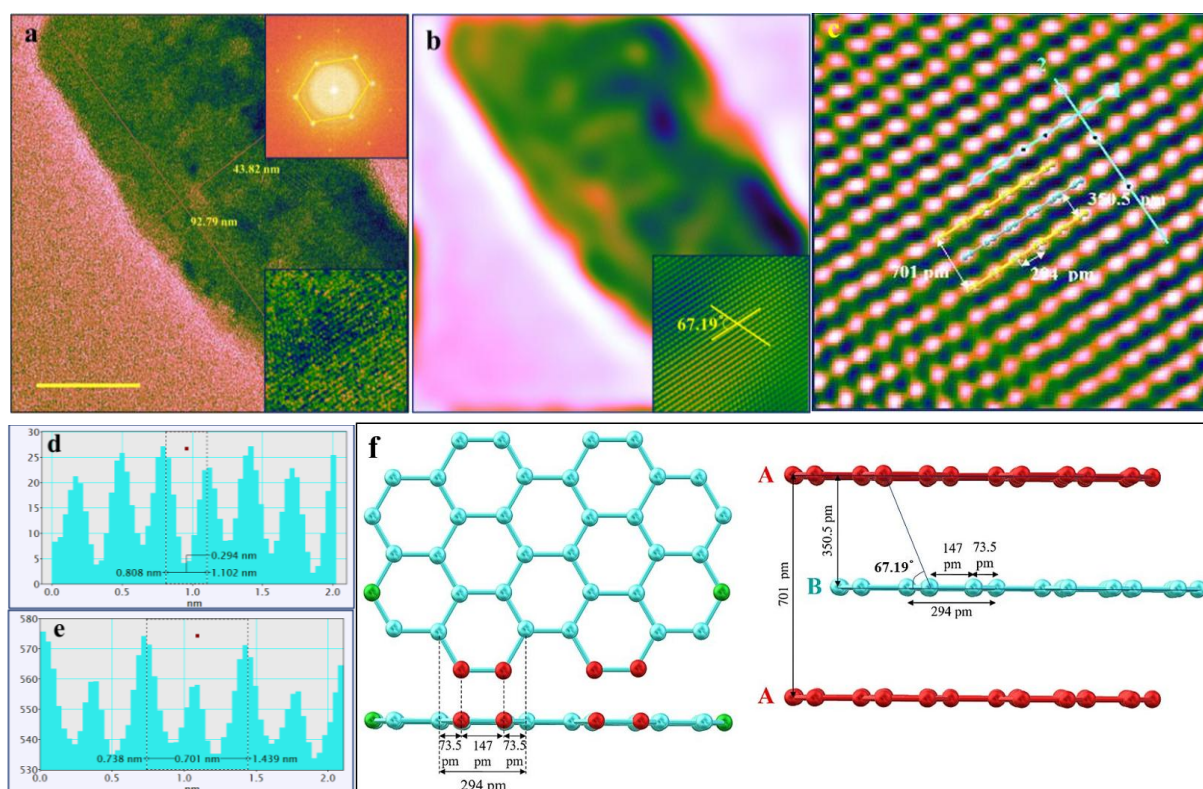 a
43.82 nm
92.79 nm
b
67.19°
c
2
1
350.5 pm
701 pm
294 pm
d
30
25
20
15
10
5
0
0.294 nm
0.808 nm
1.102 nm
0.0
0.5
1.0
1.5
2.0
nm
e
580
570
560
550
540
530
0.738 nm
0.701
1.439 nm
0.0
0.5
1.0
1.5
2.0
nm
f
73.5 pm
147 pm
73.5 pm
294 pm
A
350.5 pm
701 pm
67.19°
147 pm
73.5 pm
B
294 pm
A